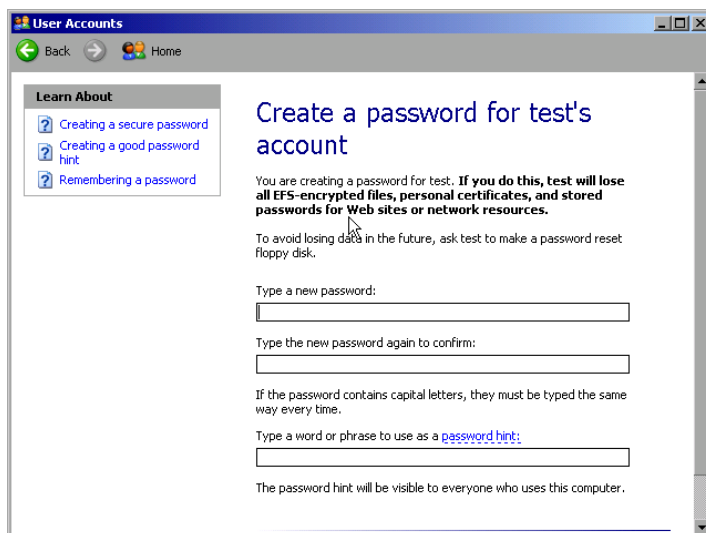 User Accounts
Back
Home
Learn About
Creating a secure password
Creating a good password
hint
Remembering a password
Create a password for test's
account
You are creating a password for test. If you do this, test will lose
all EFS-encrypted files, personal certificates, and stored
passwords for Web sites or network resources.
To avoid losing data in the future, ask test to make a password reset
floppy disk.
Type a new password:
Type the new password again to confirm:
If the password contains capital letters, they must be typed the same
way every time.
Type a word or phrase to use as a password hint:
The password hint will be visible to everyone who uses this computer.